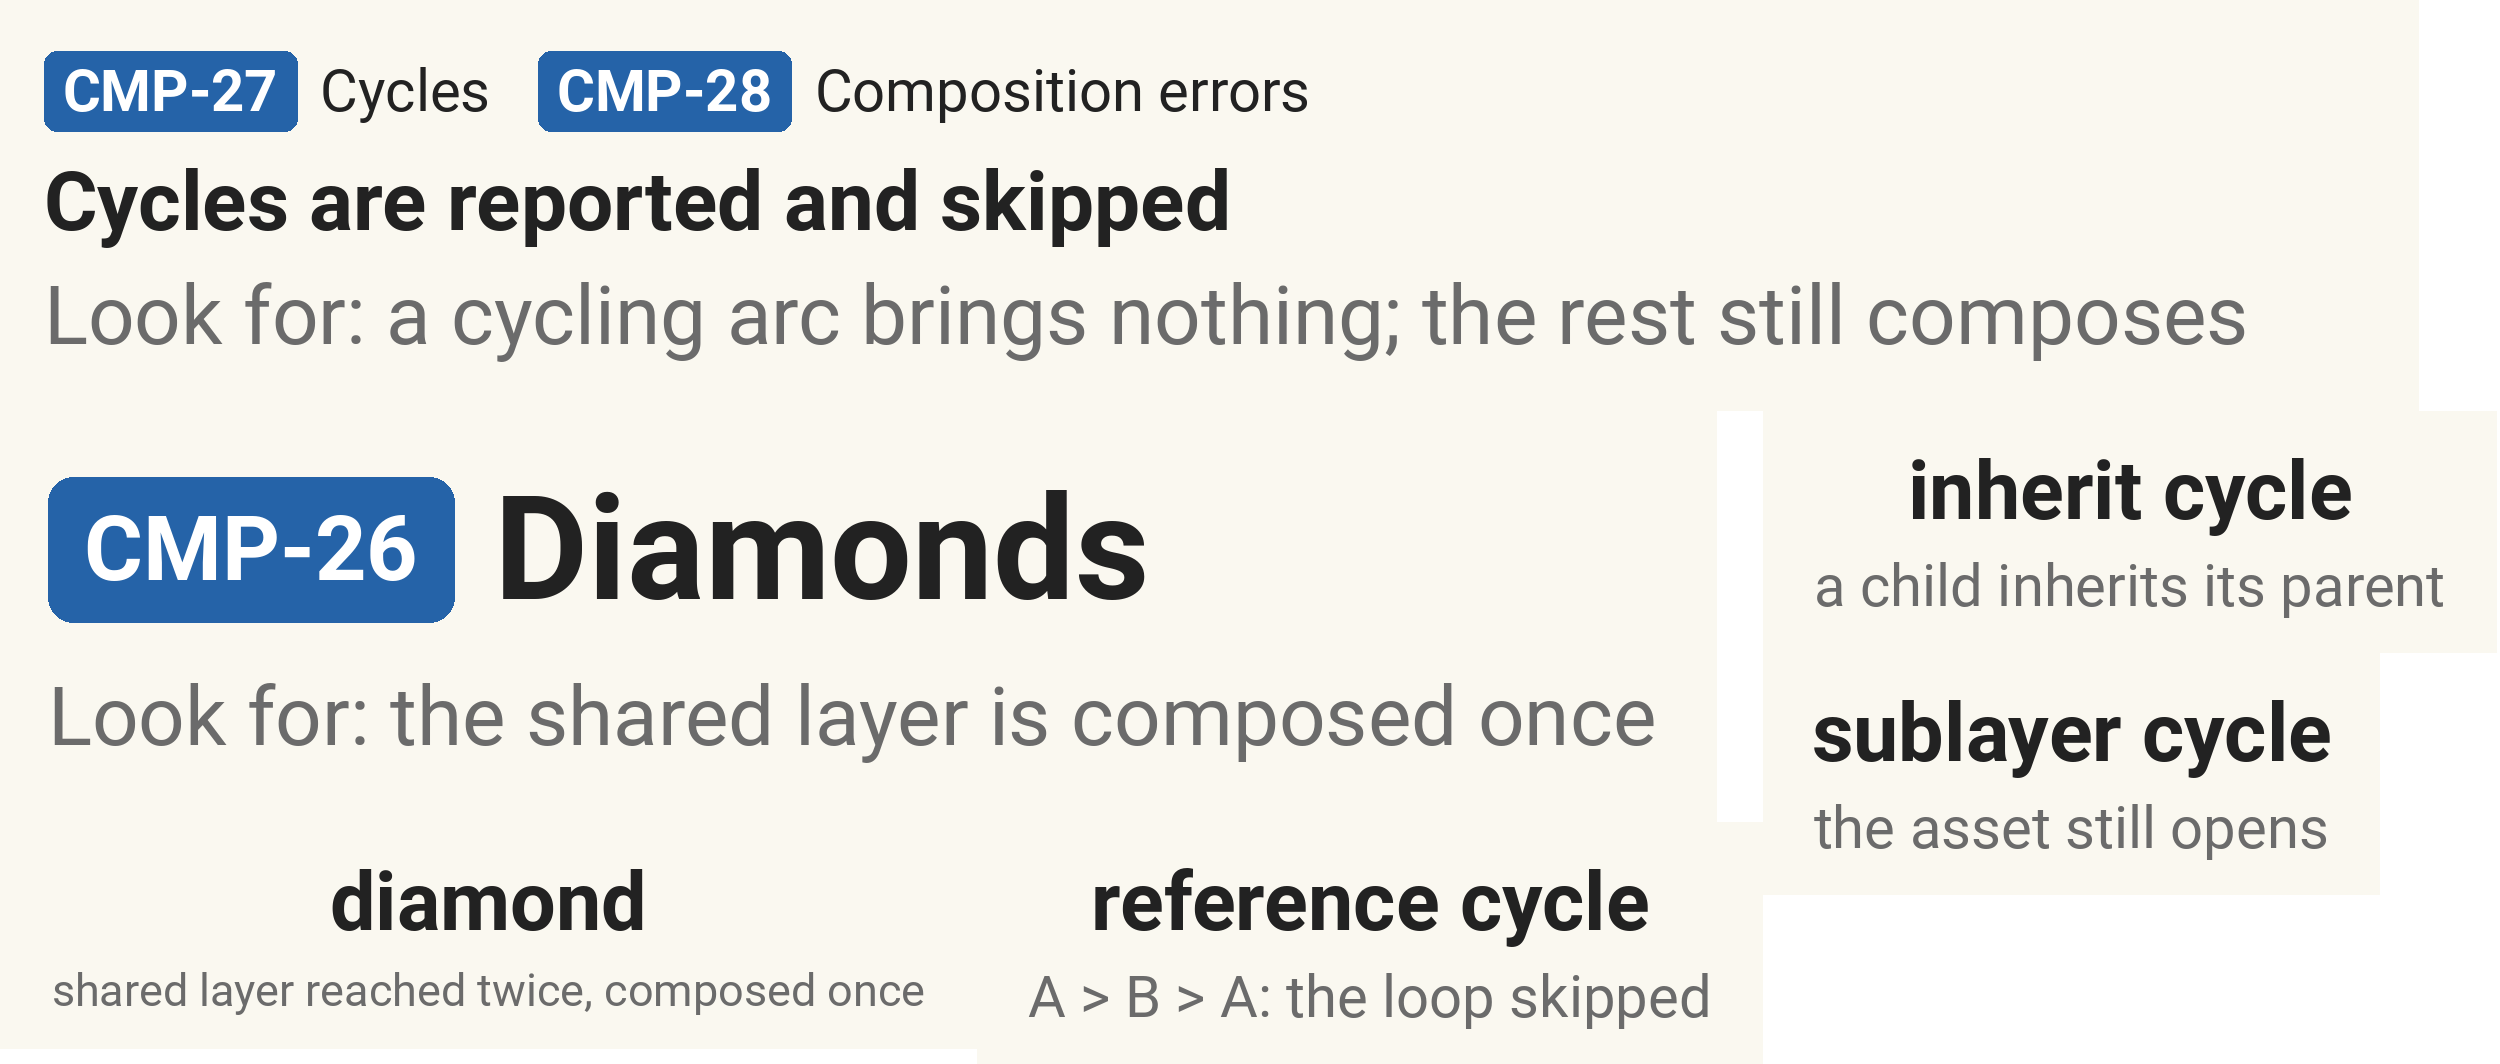 CMP-27 Cycles CMP-28 Composition errors
Cycles are reported and skipped
Look for: a cycling arc brings nothing; the rest still composes
CMP-26 Diamonds
Look for: the shared layer is composed once
inherit cycle
a child inherits its parent
sublayer cycle
the asset still opens
diamond
shared layer reached twice, composed once
reference cycle
A > B > A: the loop skipped